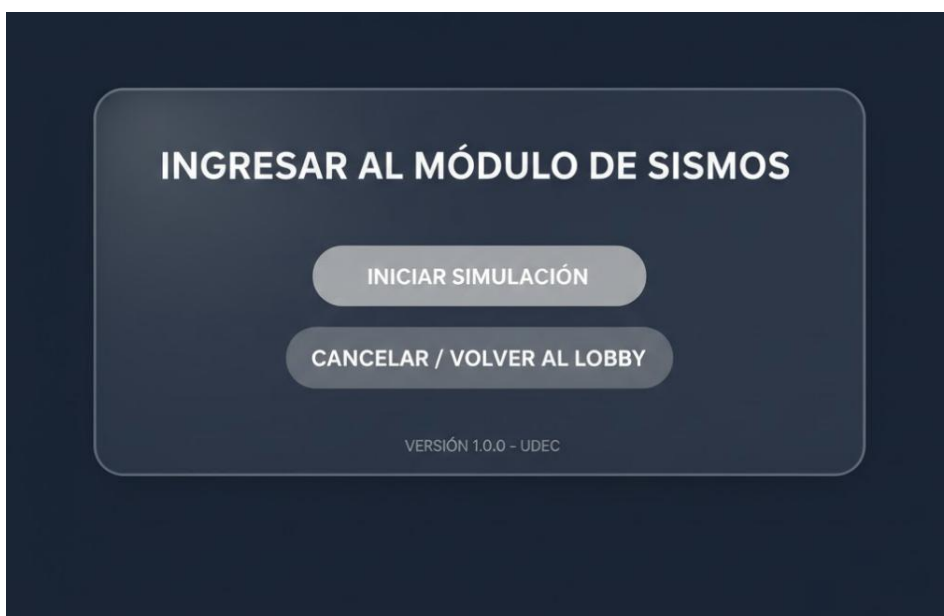 INGRESAR AL MÓDULO DE SISMOS
INICIAR SIMULACIÓN
CANCELAR / VOLVER AL LOBBY
VERSIÓN 1.0.0 - UDEC